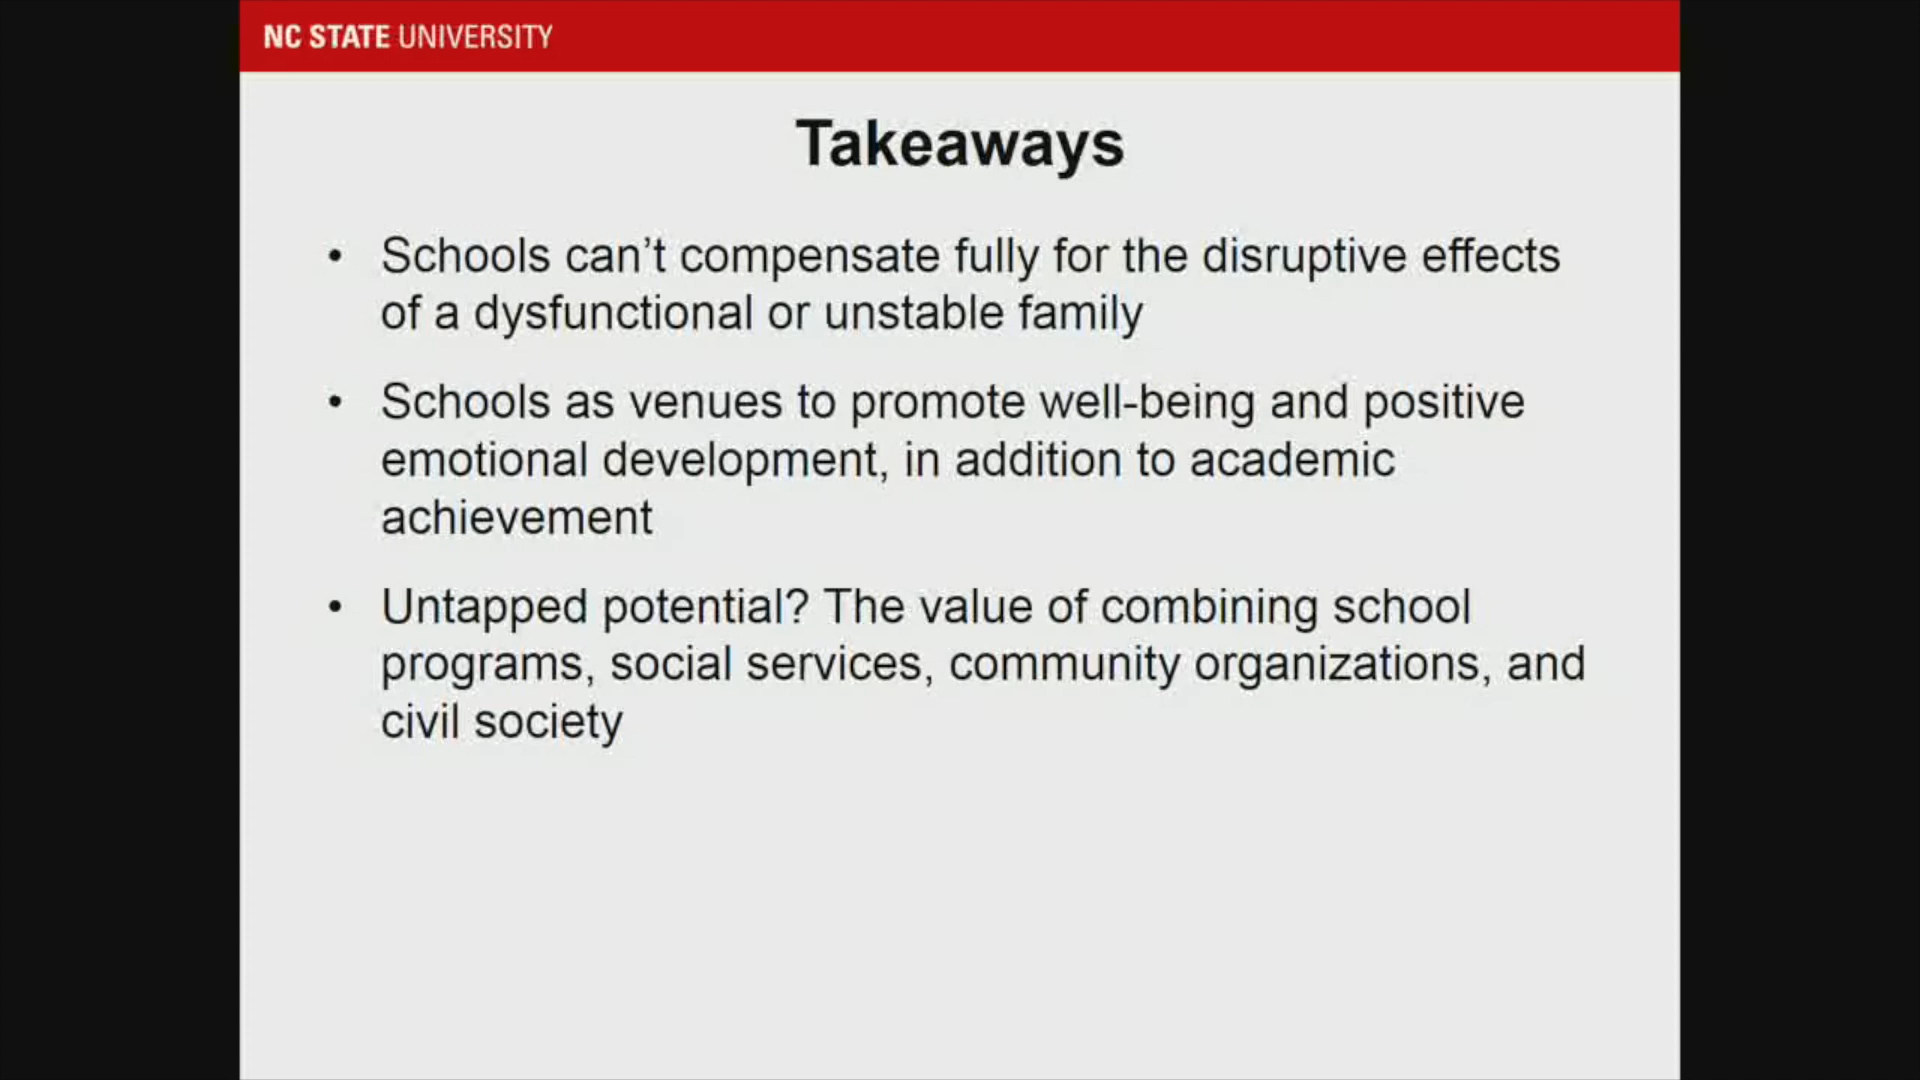 NC STATE UNIVERSITY
Takeaways
• Schools can’t compensate fully for the disruptive effects
of a dysfunctional or unstable family
• Schools as venues to promote well-being and positive
emotional development, in addition to academic
achievement
• Untapped potential? The value of combining school
programs, social services, community organizations, and
civil society